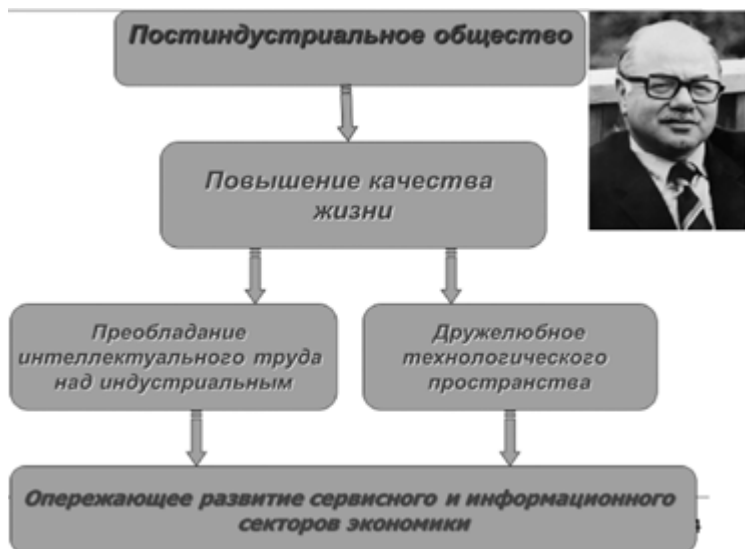 Постиндустриальное общество
Повышение качества
жизни
Преобладание
интеллектуального труда
над индустриальным
Дружелюбное
технологического
пространства
Опережающее развитие сервисного и информационного
секторов экономики